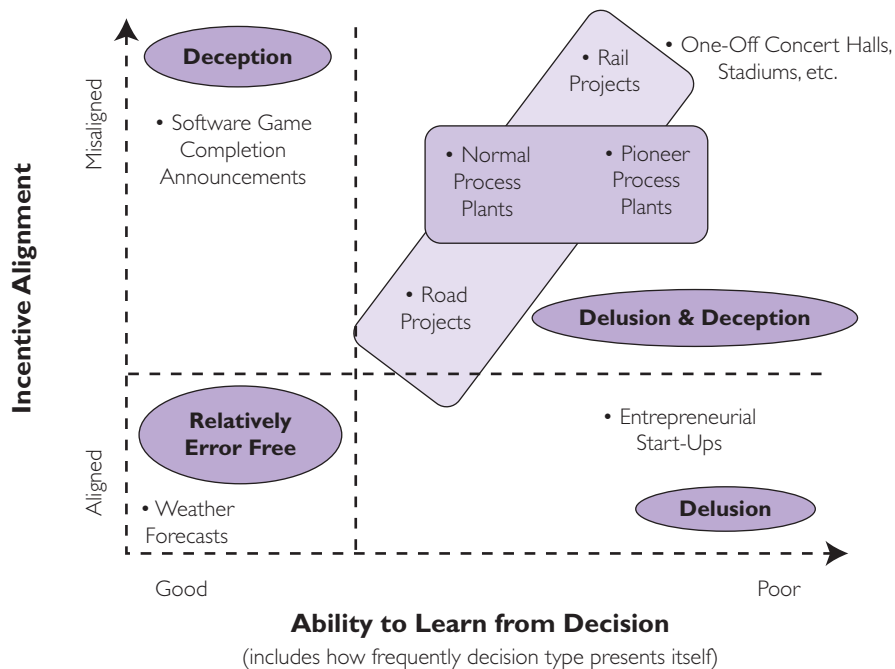 Deception
• One-Off Concert Halls,
Stadiums, etc.
• Rail
Projects
Misaligned
• Software Game
Completion
Announcements
• Normal
Process
Plants
• Pioneer
Process
Plants
Incentive Alignment
• Road
Projects
Delusion & Deception
Relatively
Error Free
• Entrepreneurial
Start-Ups
Aligned
• Weather
Forecasts
Delusion
Good
Poor
Ability to Learn from Decision
(includes how frequently decision type presents itself)